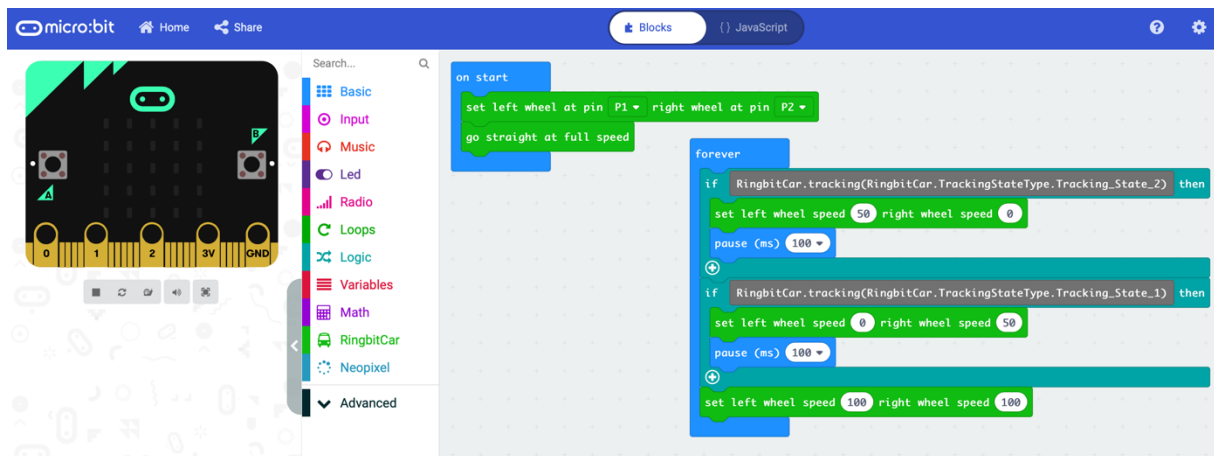 micro:bit Home Share Blocks {} JavaScript ?
Search...
Basic
Input
Music
Led
Radio
Loops
Logic
Variables
Math
RingbitCar
Neopixel
Advanced
B
A
0 1 2 3V GND
on start
set left wheel at pin P1 right wheel at pin P2
go straight at full speed
forever
if RingbitCar.tracking(RingbitCar.TrackingStateType.Tracking_State_2) then
set left wheel speed 50 right wheel speed 0
pause (ms) 100
if RingbitCar.tracking(RingbitCar.TrackingStateType.Tracking_State_1) then
set left wheel speed 0 right wheel speed 50
pause (ms) 100
set left wheel speed 100 right wheel speed 100